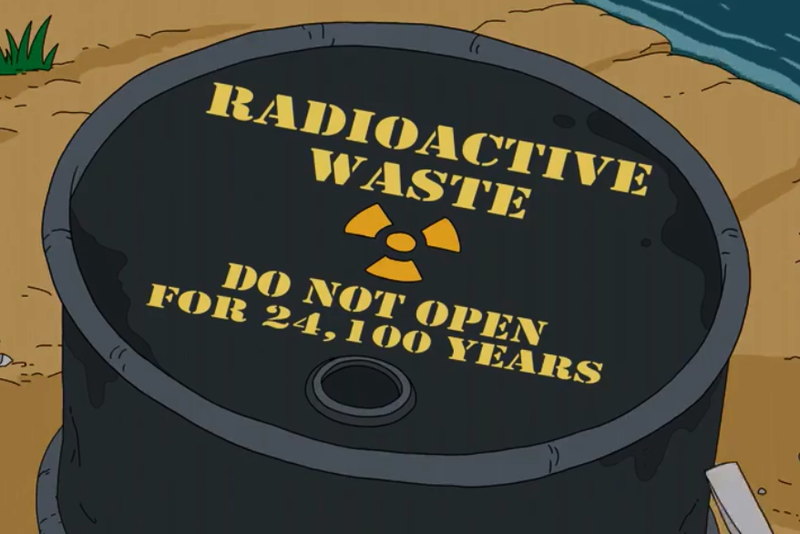 RADIOACTIVE
WASTE
DO NOT OPEN
FOR 24,100 YEARS